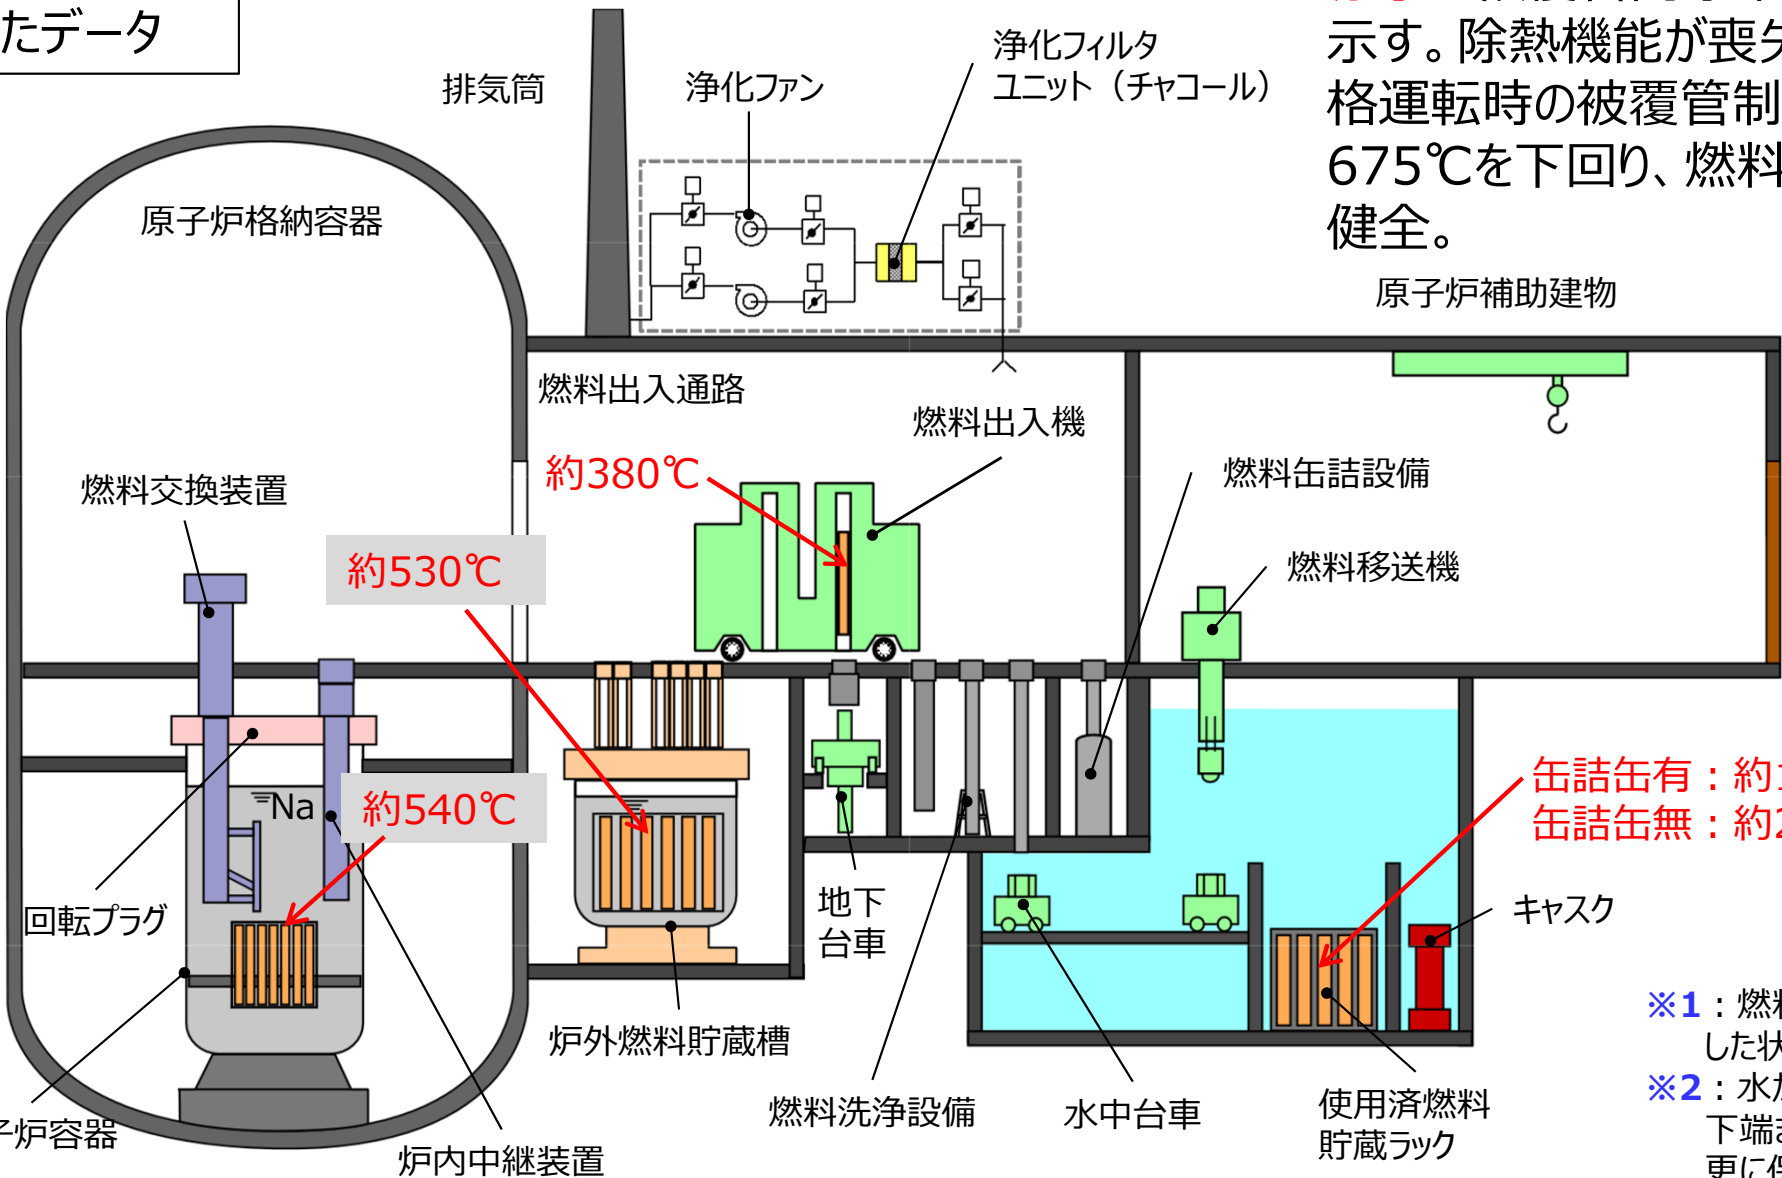 たデータ
示す。除熱機能が喪
格運転時の被覆管制
675℃を下回り、燃料
健全。
排気筒
浄化ファン
浄化フィルタ
ユニット（チャコール）
原子炉格納容器
原子炉補助建物
燃料出入通路
燃料出入機
約380℃
燃料缶詰設備
燃料交換装置
約530℃
燃料移送機
Na
約540℃
缶詰缶有：約
缶詰缶無：約2
地下
台車
回転プラグ
キャスク
炉外燃料貯蔵槽
※1：燃料
した状
※2：水が
下端ま
更に保
燃料洗浄設備
水中台車
使用済燃料
貯蔵ラック
子炉容器
炉内中継装置